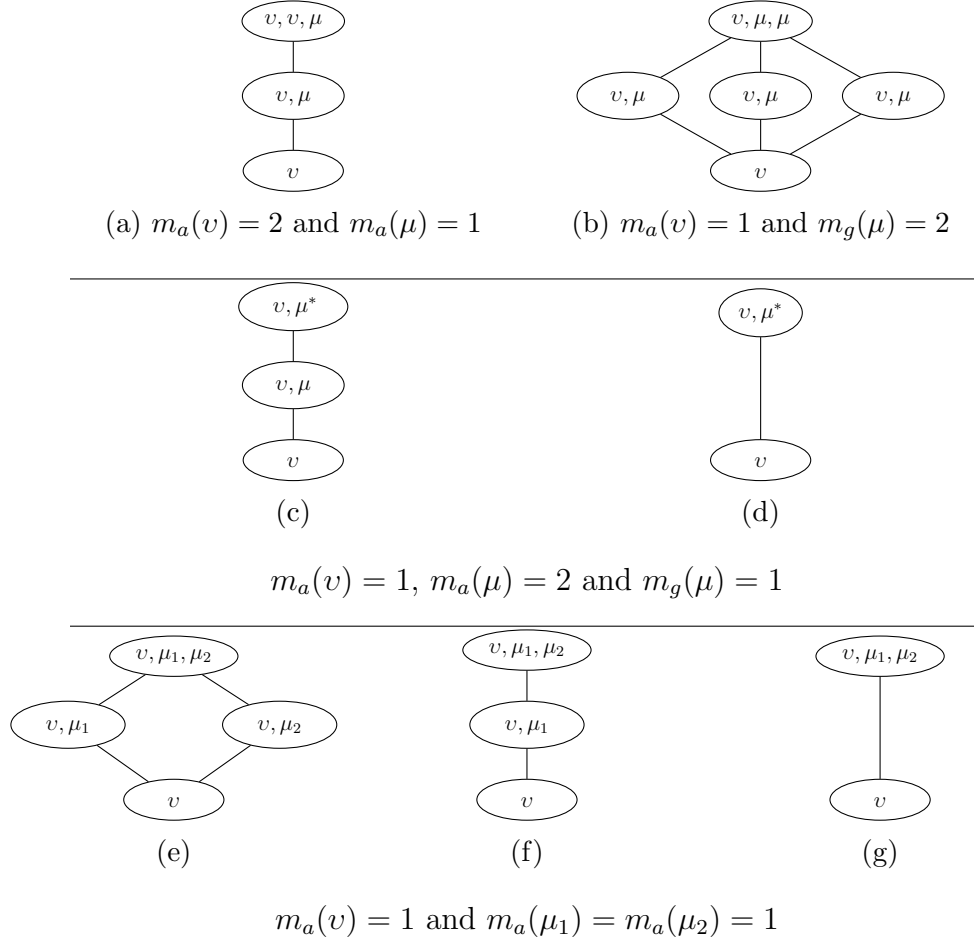 υ, υ, μ υ, μ, μ
υ, μ υ, μ υ, μ υ, μ
υ υ
(a) m_a(υ) = 2 and m_a(μ) = 1 (b) m_a(υ) = 1 and m_g(μ) = 2
υ, μ* υ, μ*
υ, μ
υ υ
(c) (d)
m_a(υ) = 1, m_a(μ) = 2 and m_g(μ) = 1
υ, μ₁, μ₂ υ, μ₁, μ₂ υ, μ₁, μ₂
υ, μ₁ υ, μ₂ υ, μ₁
υ υ υ
(e) (f) (g)
m_a(υ) = 1 and m_a(μ₁) = m_a(μ₂) = 1